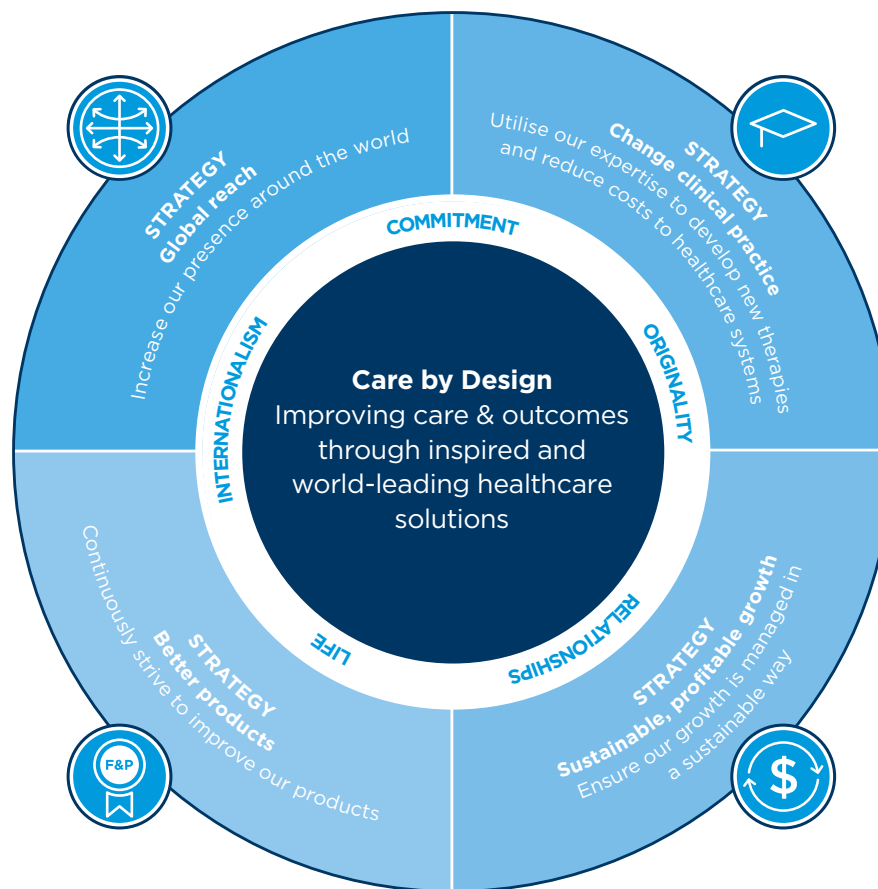 STRATEGY
Global reach
Increase our presence around the world
STRATEGY
Change clinical practice
Utilise our expertise to develop new therapies
and reduce costs to healthcare systems
COMMITMENT
ORIGINALITY
RELATIONSHIPS
LIFE
INTERNATIONALISM
Care by Design
Improving care & outcomes
through inspired and
world-leading healthcare
solutions
STRATEGY
Better products
Continuously strive to improve our products
F&P
STRATEGY
Sustainable, profitable growth
Ensure our growth is managed in
a sustainable way
$